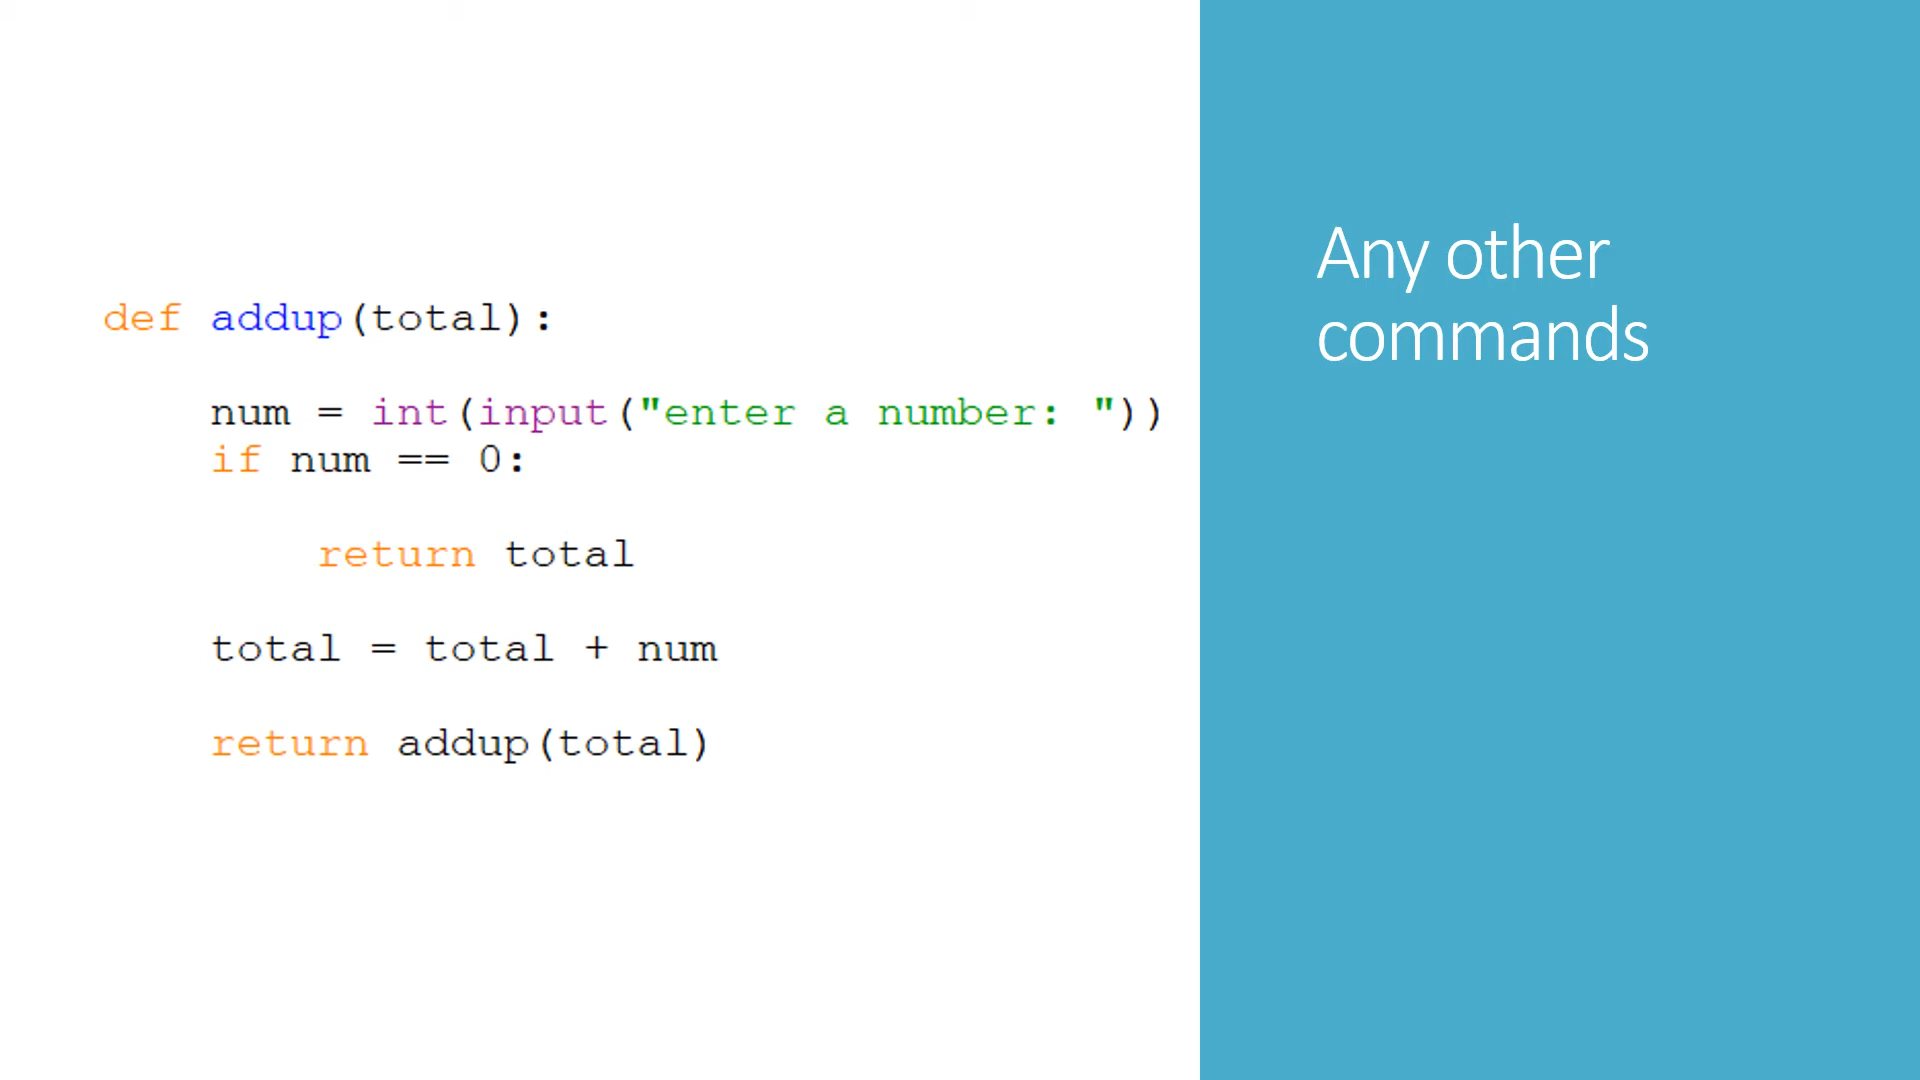 def addup(total):
num = int(input("enter a number: "))
if num == 0:
return total
total = total + num
return addup(total)
Any other
commands